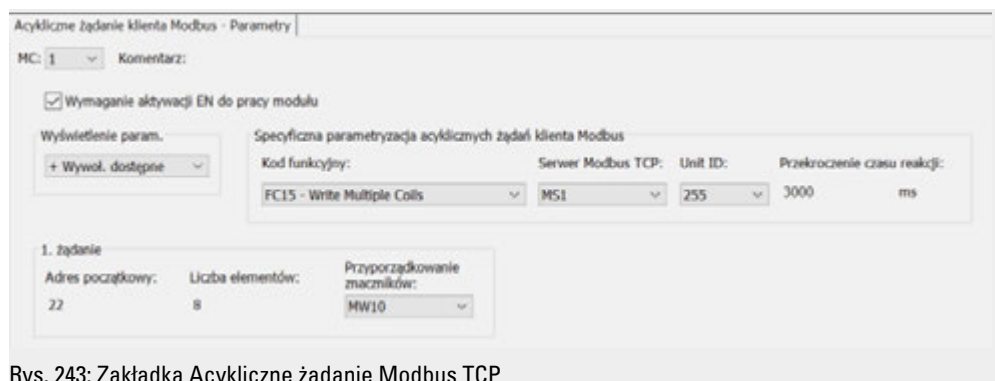 Acykliczne żądanie klienta Modbus - Parametry
MC: 1 Komentarz:
Wymaganie aktywacji EN do pracy modułu
Wyświetlenie param. Specyficzna parametryzacja acyklicznych żądań klienta Modbus
+ Wywoł. dostępne Kod funkcyjny: Serwer Modbus TCP: Unit ID: Przekroczenie czasu reakcji:
FC15 - Write Multiple Coils MS1 255 3000 ms
1. żądanie
Adres początkowy: Liczba elementów: Przyporządkowanie znaczników:
22 8 MW10
Rys. 243: Zakładka Acykliczne żądanie Modbus TCP